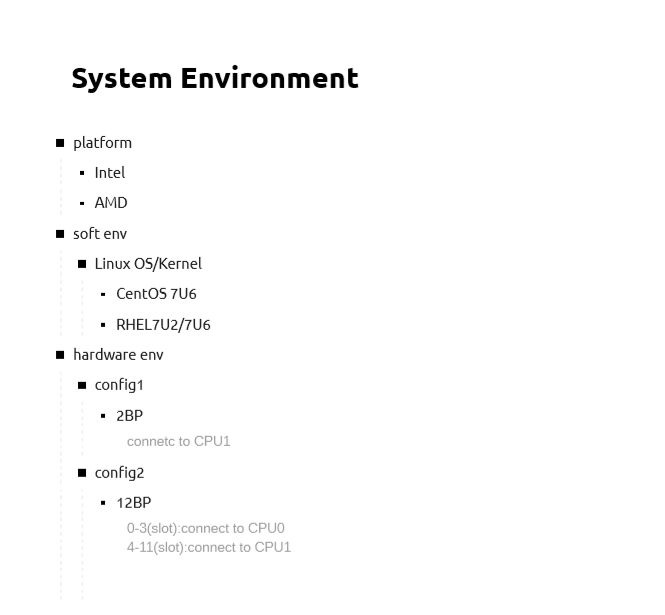 System Environment
platform
Intel
AMD
soft env
Linux OS/Kernel
CentOS 7U6
RHEL7U2/7U6
hardware env
config1
2BP
connetc to CPU1
config2
12BP
0-3(slot):connect to CPU0
4-11(slot):connect to CPU1